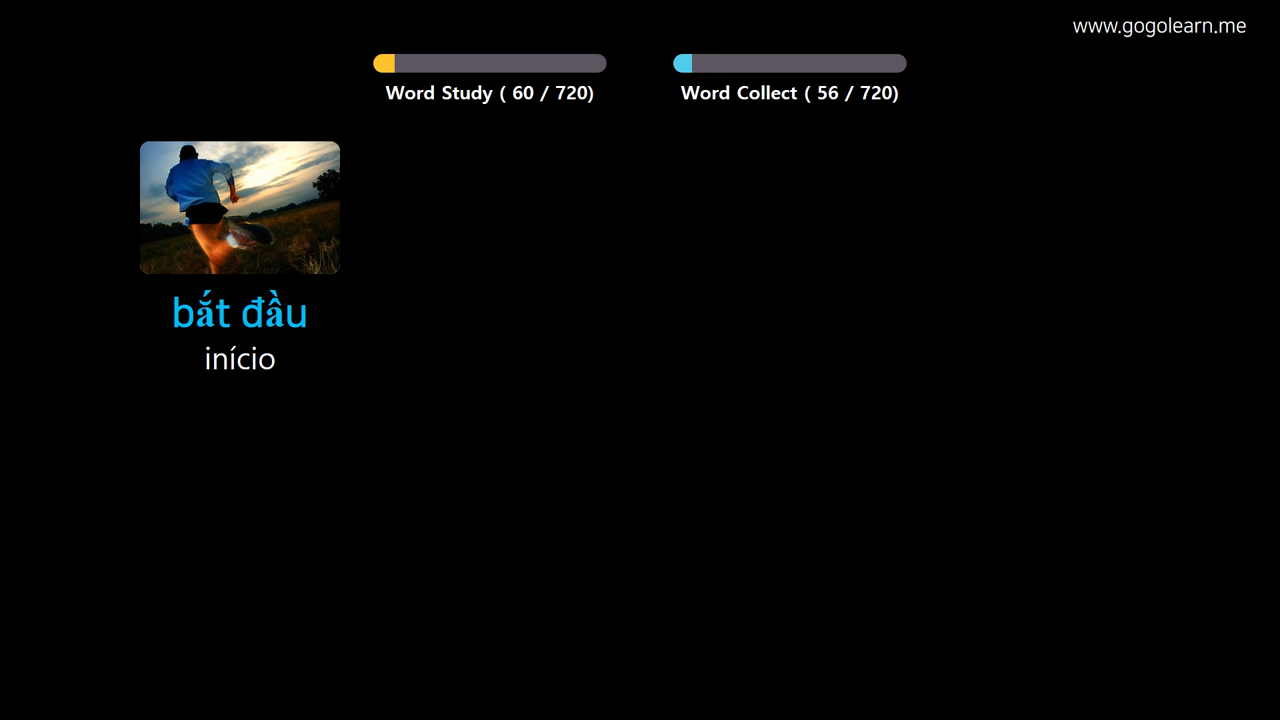 www.gogolearn.me
Word Study ( 60 / 720)
Word Collect ( 56 / 720)
bắt đầu
início